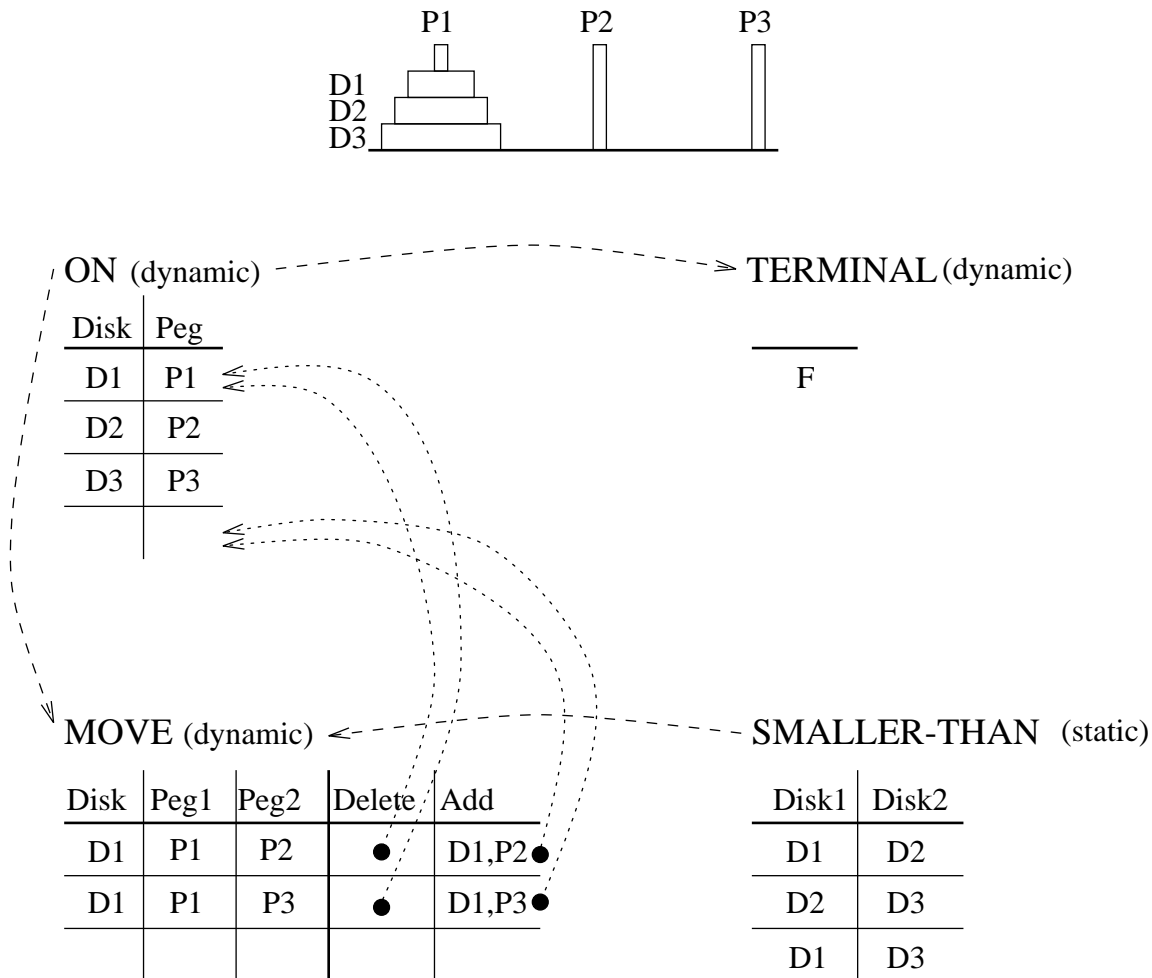 P1 P2 P3
D1
D2
D3
ON (dynamic) TERMINAL (dynamic)
Disk Peg
D1 P1 F
D2 P2
D3 P3
MOVE (dynamic) SMALLER-THAN (static)
Disk Peg1 Peg2 Delete Add Disk1 Disk2
D1 P1 P2 D1,P2 D1 D2
D1 P1 P3 D1,P3 D2 D3
D1 D3